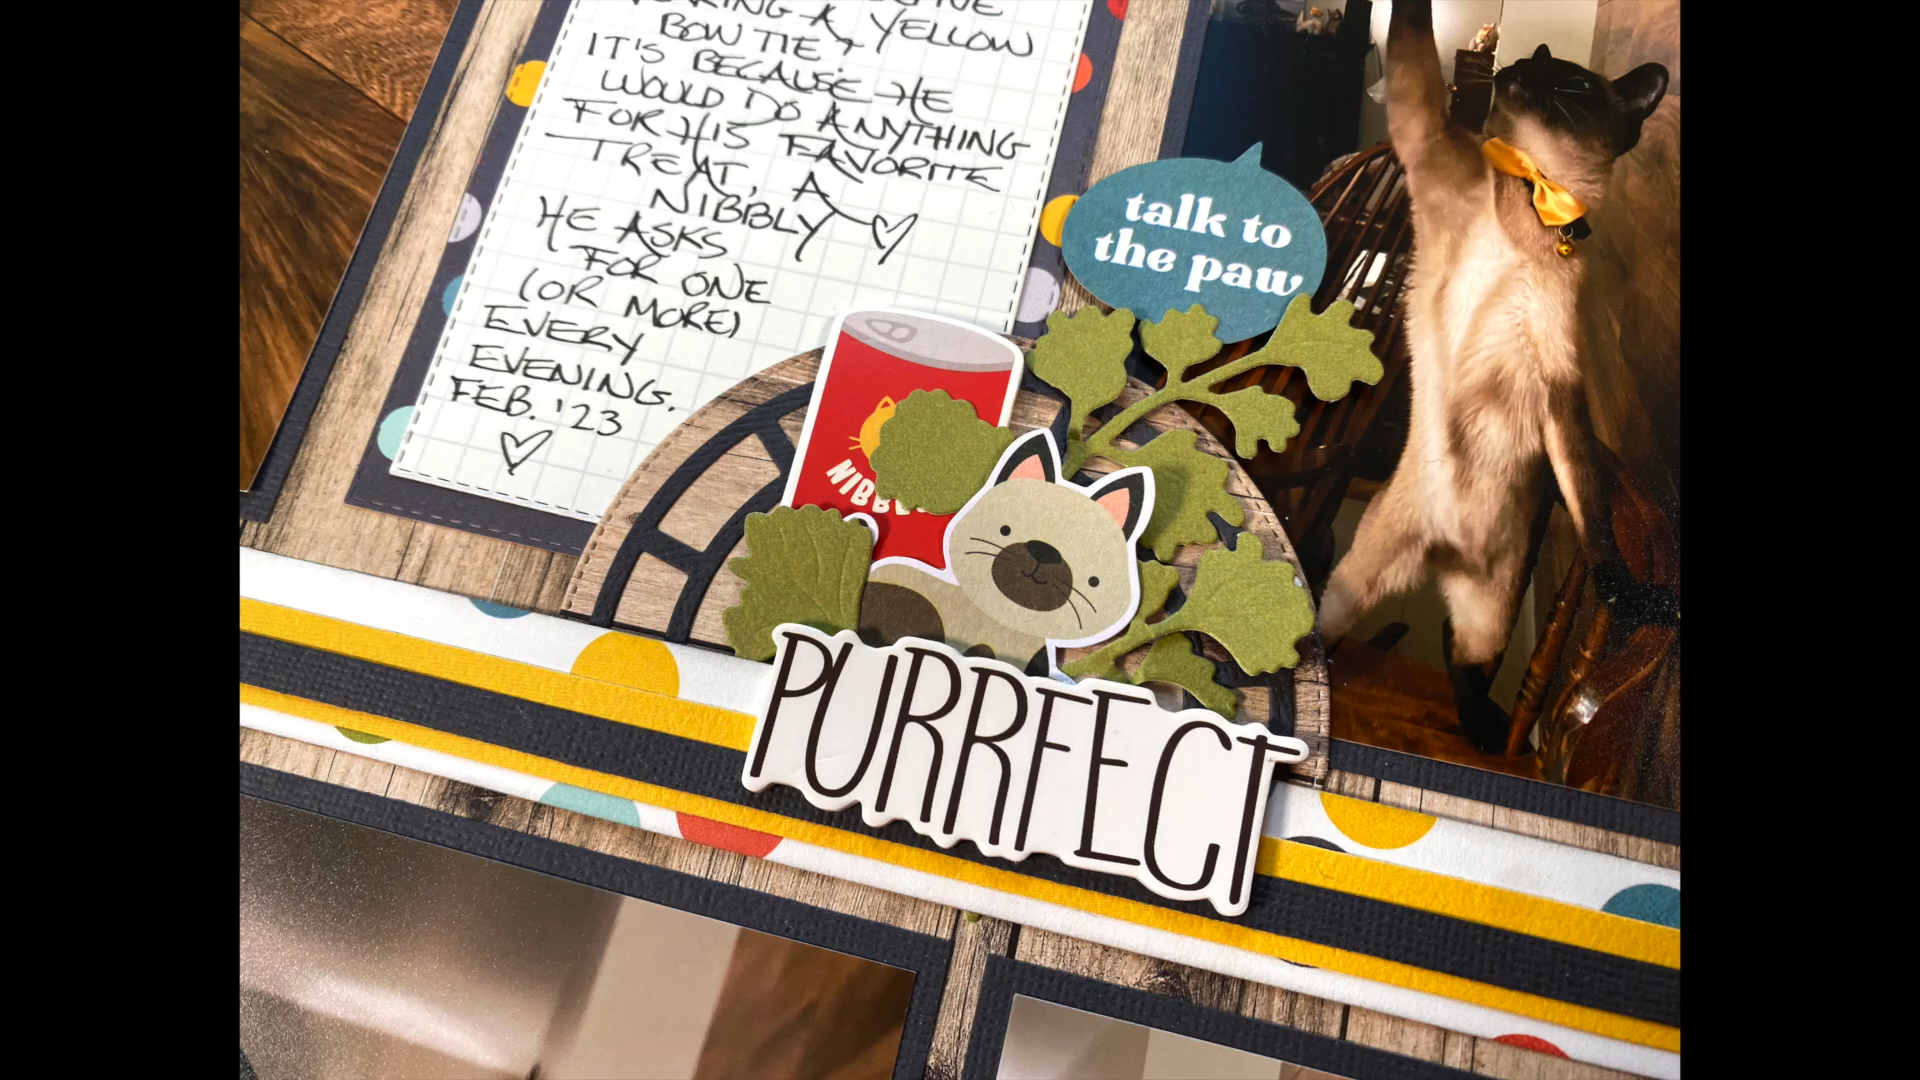 A YELLOW
BOW TIE,
IT'S BECAUSE HE
WOULD DO ANYTHING
FOR HIS FAVORITE
TREAT, A
NIBBLY
HE ASKS
FOR ONE
(OR MORE)
EVERY
EVENING.
FEB. '23
talk to
the paw
PURRFECT